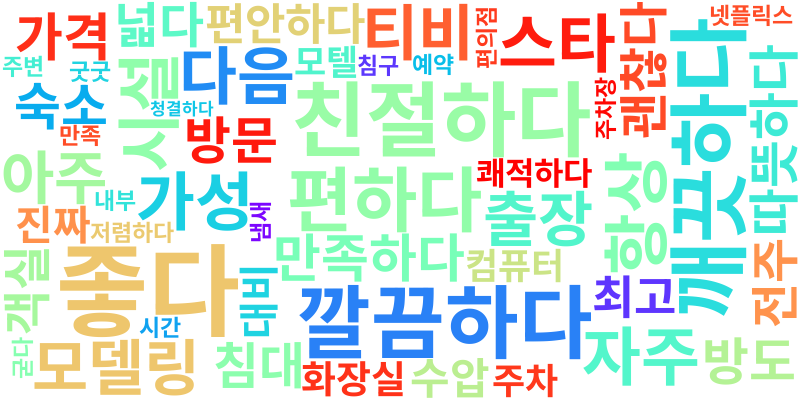 가격
넓다
편안하다
티비
편의점
스타
괜찮다
넷플릭스
주변
굿굿
시설
다음
모텔
침구
예약
깨끗하다
따뜻하다
숙소
청결하다
친절하다
주차장
만족
방문
아주
쾌적하다
항상
내부
가성
편하다
출장
진짜
저렴하다
냄새
객실
좋다
대비
만족하다
컴퓨터
최고
전주
시간
깔끔하다
굳다
모델링
침대
화장실
수압
주차
자주
방도